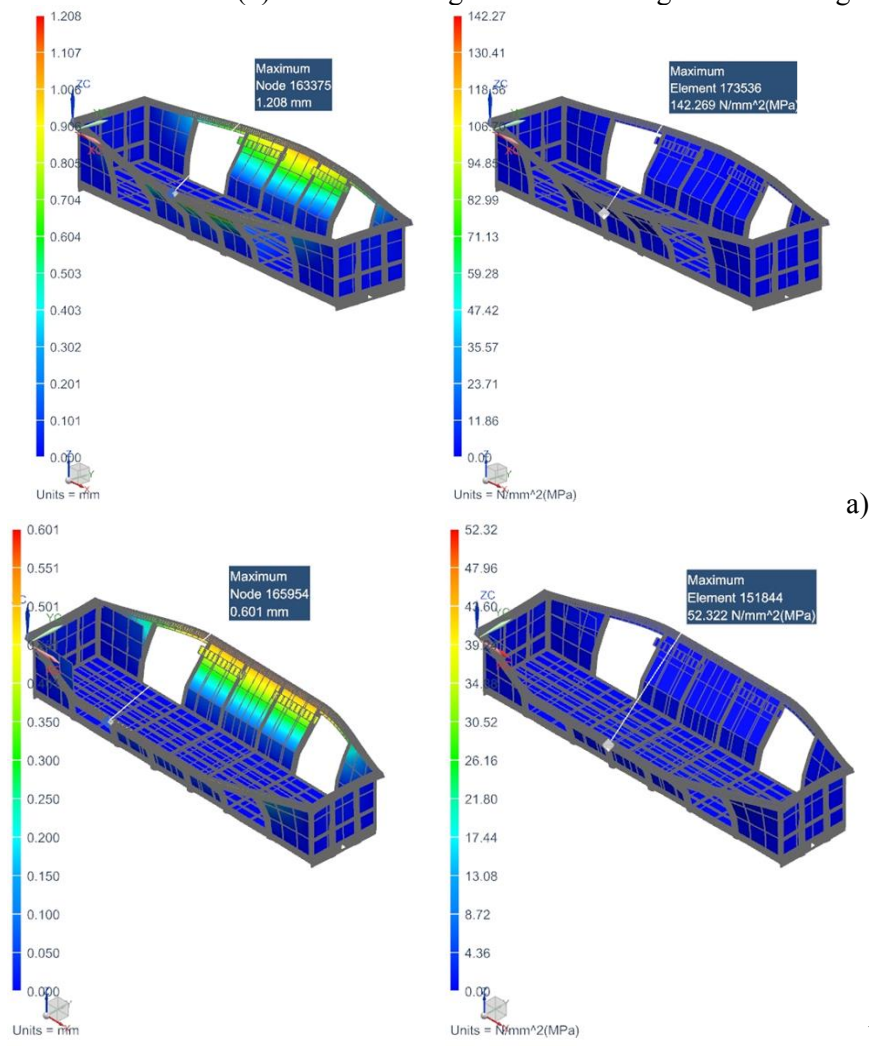 1.208
1.107
1.006
0.906
0.805
0.704
0.604
0.503
0.403
0.302
0.201
0.101
0.000
Units = mm
ZC
XC
Maximum
Node 163375
1.208 mm
142.27
130.41
118.56
106.70
94.85
82.99
71.13
59.28
47.42
35.57
23.71
11.86
0.00
Units = N/mm^2(MPa)
ZC
Maximum
Element 173536
142.269 N/mm^2(MPa)
a)
0.601
0.551
0.501
0.350
0.300
0.250
0.200
0.150
0.100
0.050
0.000
Units = mm
Maximum
Node 165954
0.601 mm
52.32
47.96
43.60
30.52
26.16
21.80
17.44
13.08
8.72
4.36
0.00
Units = N/mm^2(MPa)
ZC
Maximum
Element 151844
52.322 N/mm^2(MPa)